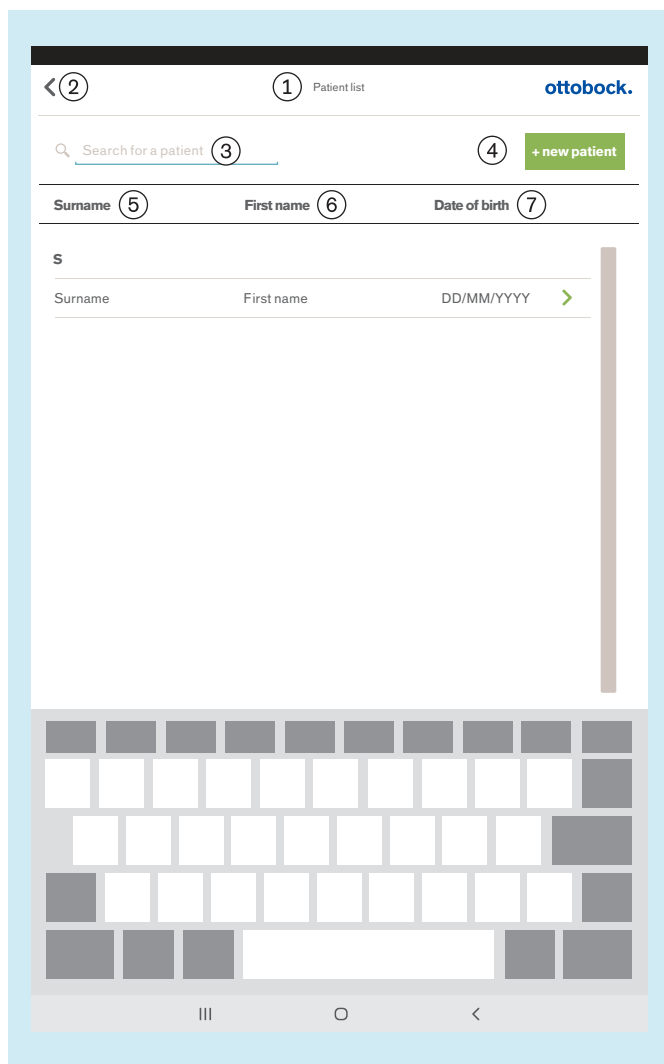 ② ① Patient list ottobock.
Search for a patient ③ ④ + new patient
Surname ⑤ First name ⑥ Date of birth ⑦
S
Surname First name DD/MM/YYYY